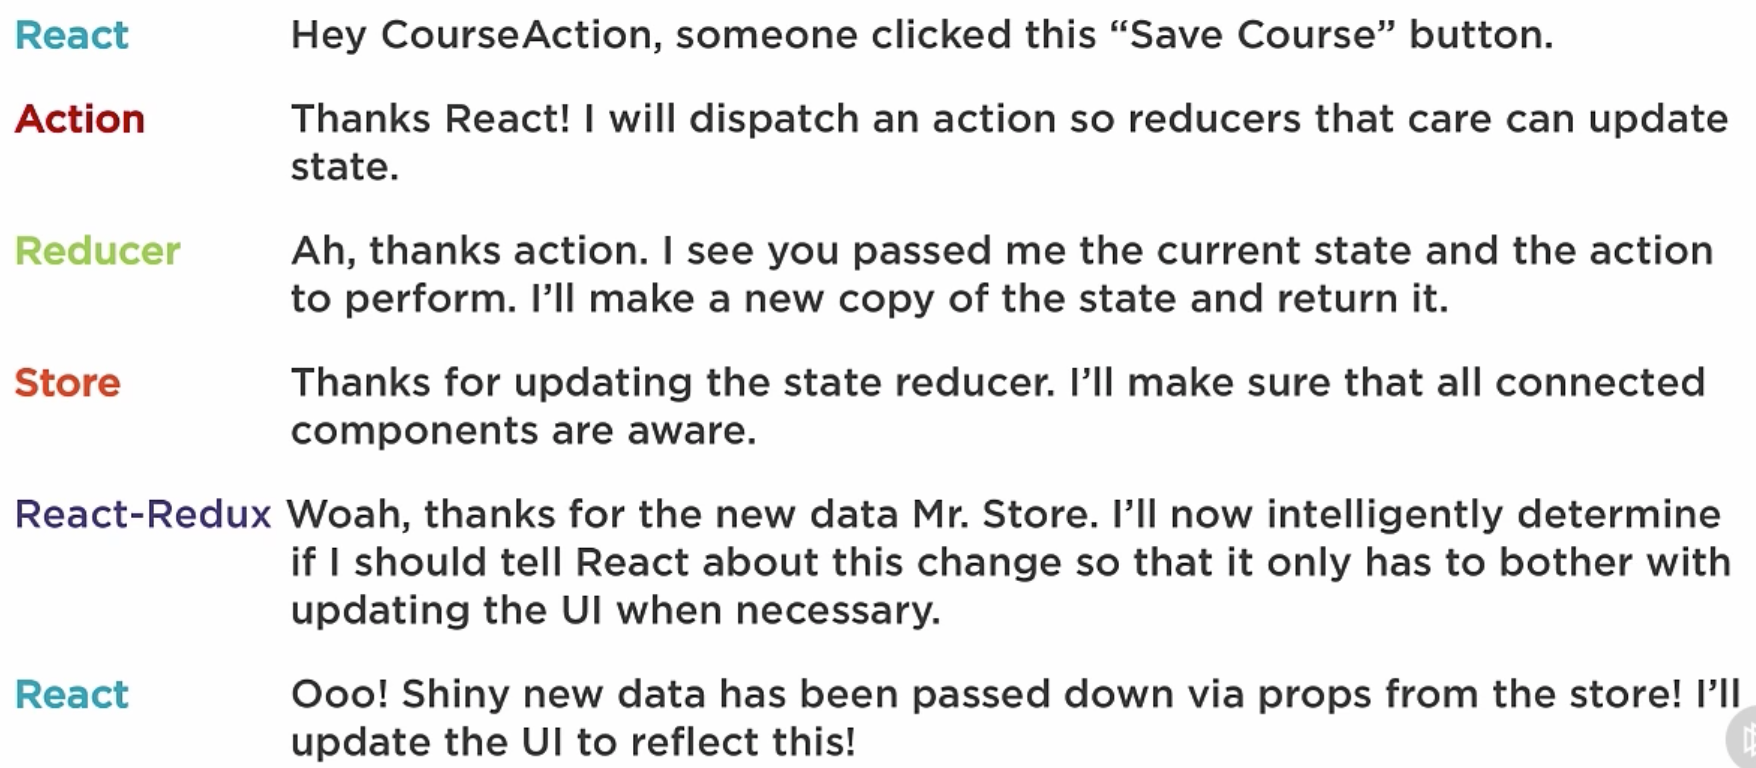 React Hey CourseAction, someone clicked this “Save Course” button.
Action Thanks React! I will dispatch an action so reducers that care can update
state.
Reducer Ah, thanks action. I see you passed me the current state and the action
to perform. I’ll make a new copy of the state and return it.
Store Thanks for updating the state reducer. I’ll make sure that all connected
components are aware.
React-Redux Woah, thanks for the new data Mr. Store. I’ll now intelligently determine
if I should tell React about this change so that it only has to bother with
updating the UI when necessary.
React Ooo! Shiny new data has been passed down via props from the store! I’ll
update the UI to reflect this!